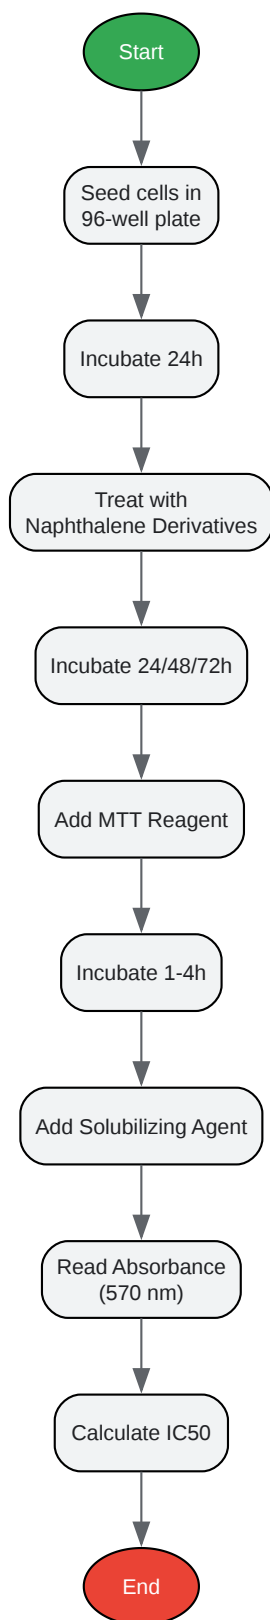 Start
Seed cells in
96-well plate
Incubate 24h
Treat with
Naphthalene Derivatives
Incubate 24/48/72h
Add MTT Reagent
Incubate 1-4h
Add Solubilizing Agent
Read Absorbance
(570 nm)
Calculate IC50
End